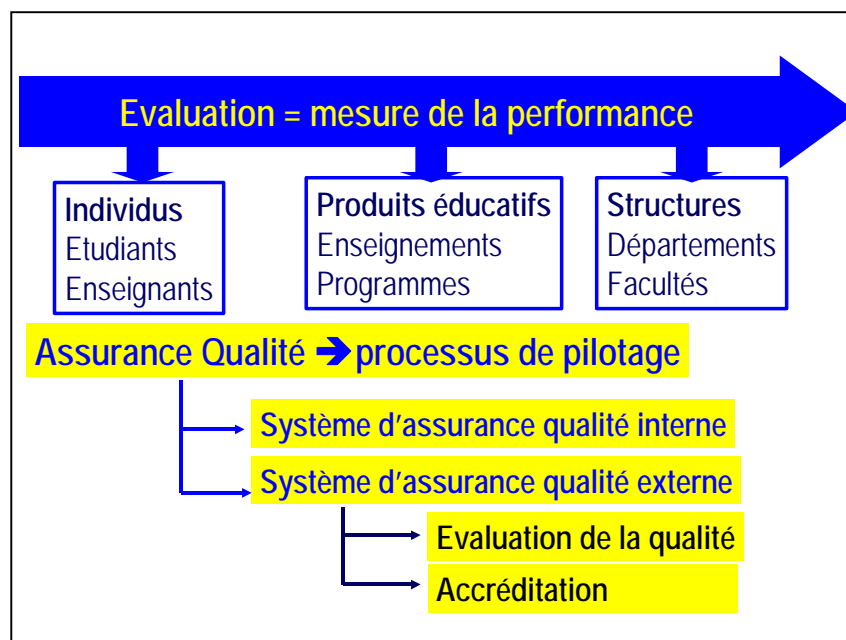 Evaluation = mesure de la performance
Individus
Etudiants
Enseignants
Produits éducatifs
Enseignements
Programmes
Structures
Départements
Facultés
Assurance Qualité ➔ processus de pilotage
Système d'assurance qualité interne
Système d'assurance qualité externe
Evaluation de la qualité
Accréditation